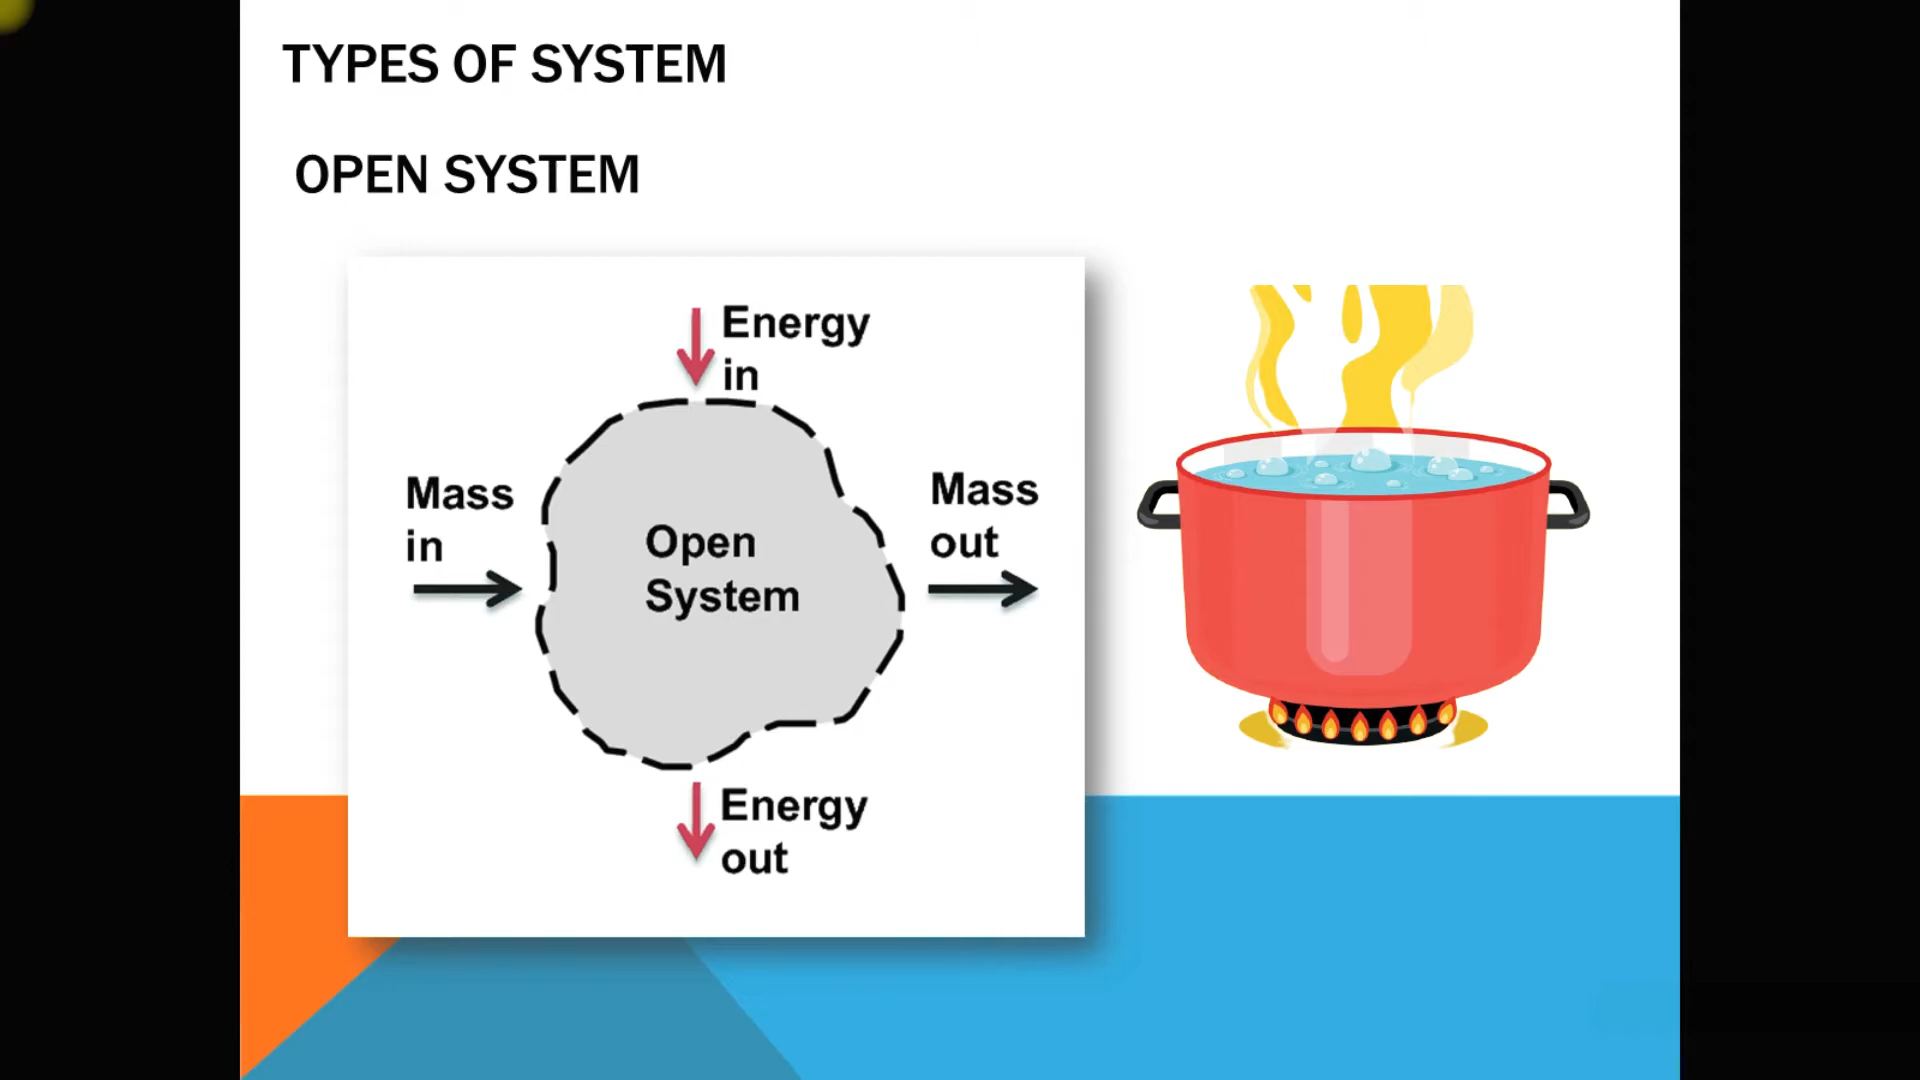 TYPES OF SYSTEM
OPEN SYSTEM
Energy
in
Mass
in
Open
System
Mass
out
Energy
out